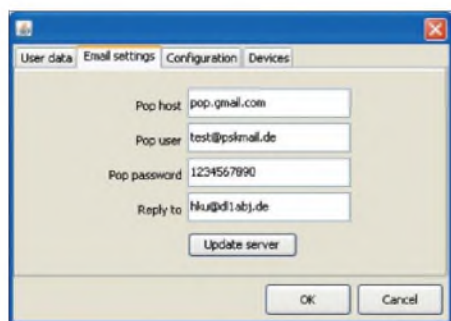 User data Email settings Configuration Devices
Pop host pop.gmail.com
Pop user test@pskmail.de
Pop password 1234567890
Reply to hku@dl1abj.de
Update server
OK Cancel